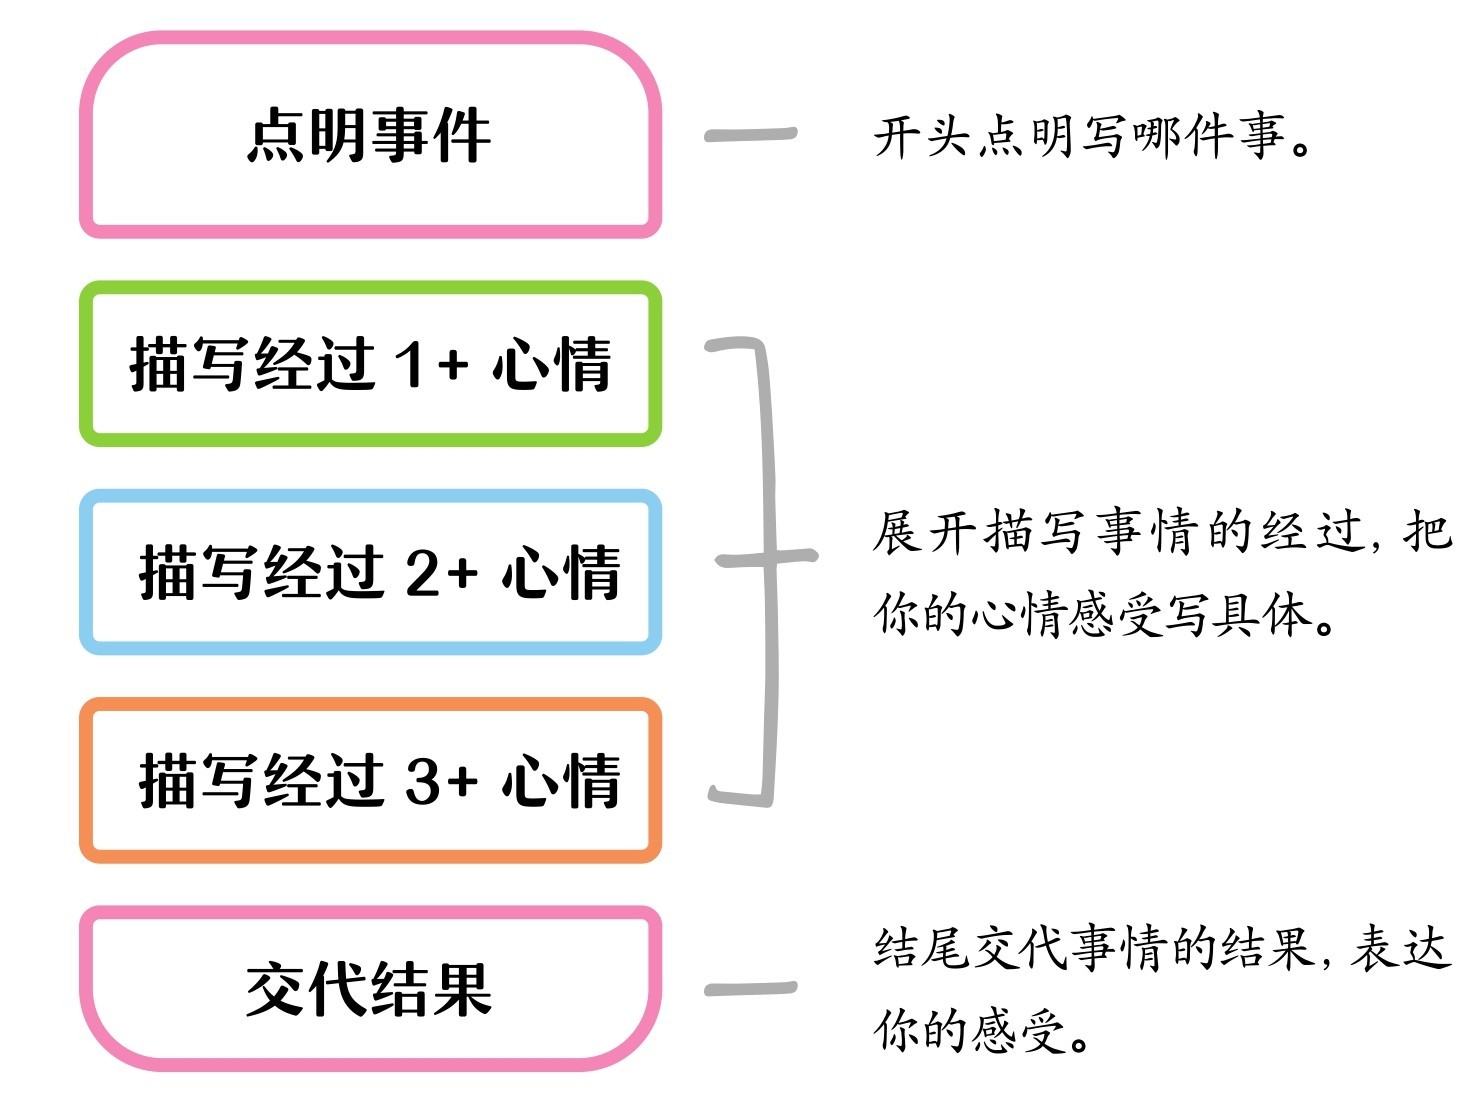 点明事件
开头点明写哪件事。
描写经过 1+ 心情
描写经过 2+ 心情
描写经过 3+ 心情
展开描写事情的经过,把
你的心情感受写具体。
交代结果
结尾交代事情的结果,表达
你的感受。